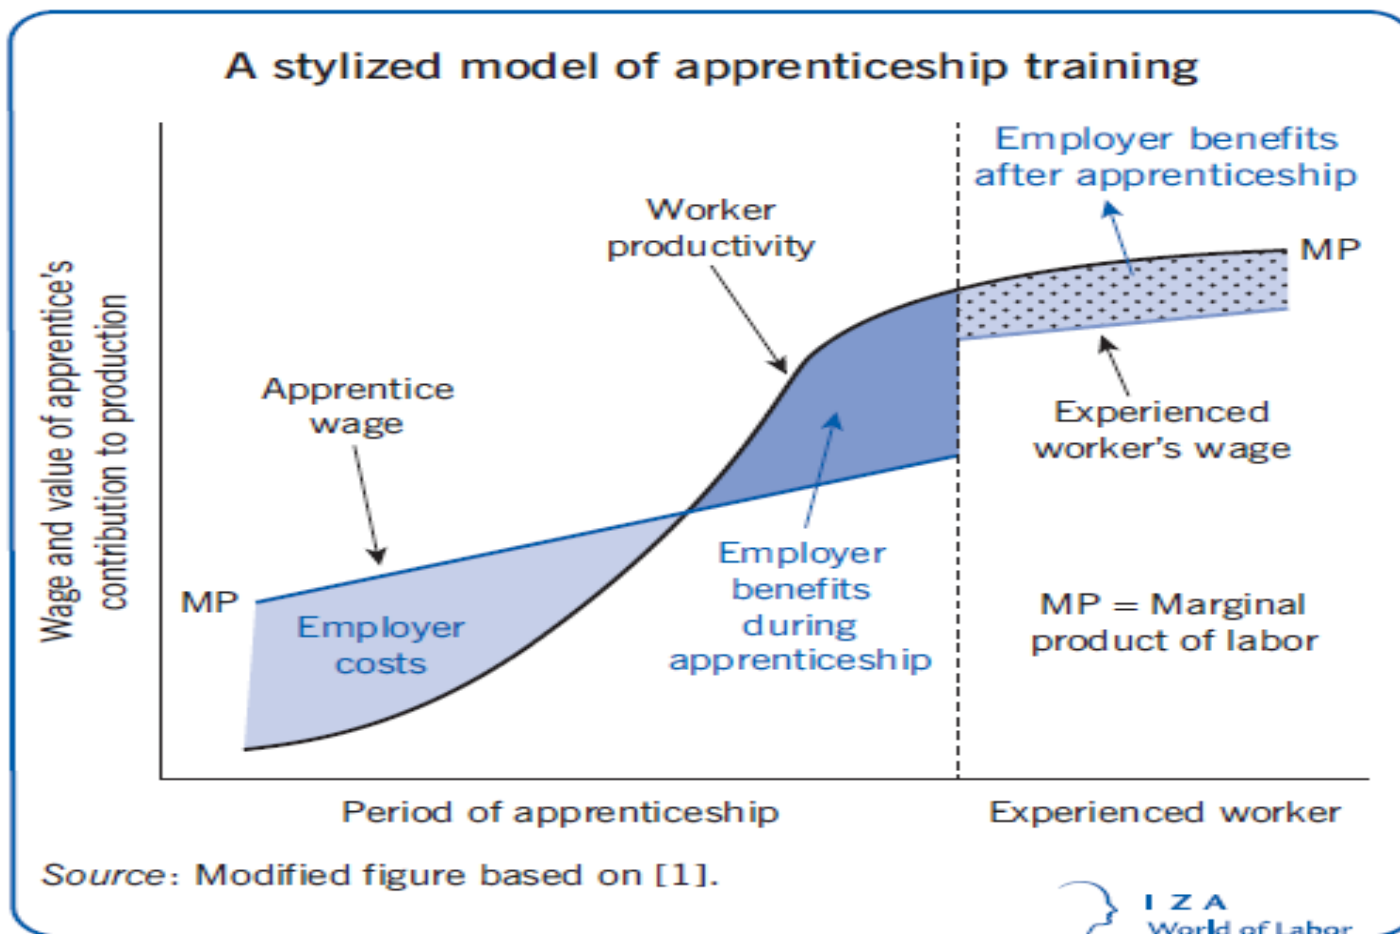 A stylized model of apprenticeship training
Wage and value of apprentice's
contribution to production
Employer benefits
after apprenticeship
Worker
productivity
MP
Apprentice
wage
Experienced
worker's wage
MP
Employer
costs
Employer
benefits
during
apprenticeship
MP = Marginal
product of labor
Period of apprenticeship
Experienced worker
Source: Modified figure based on [1].
I Z A
World of Labor